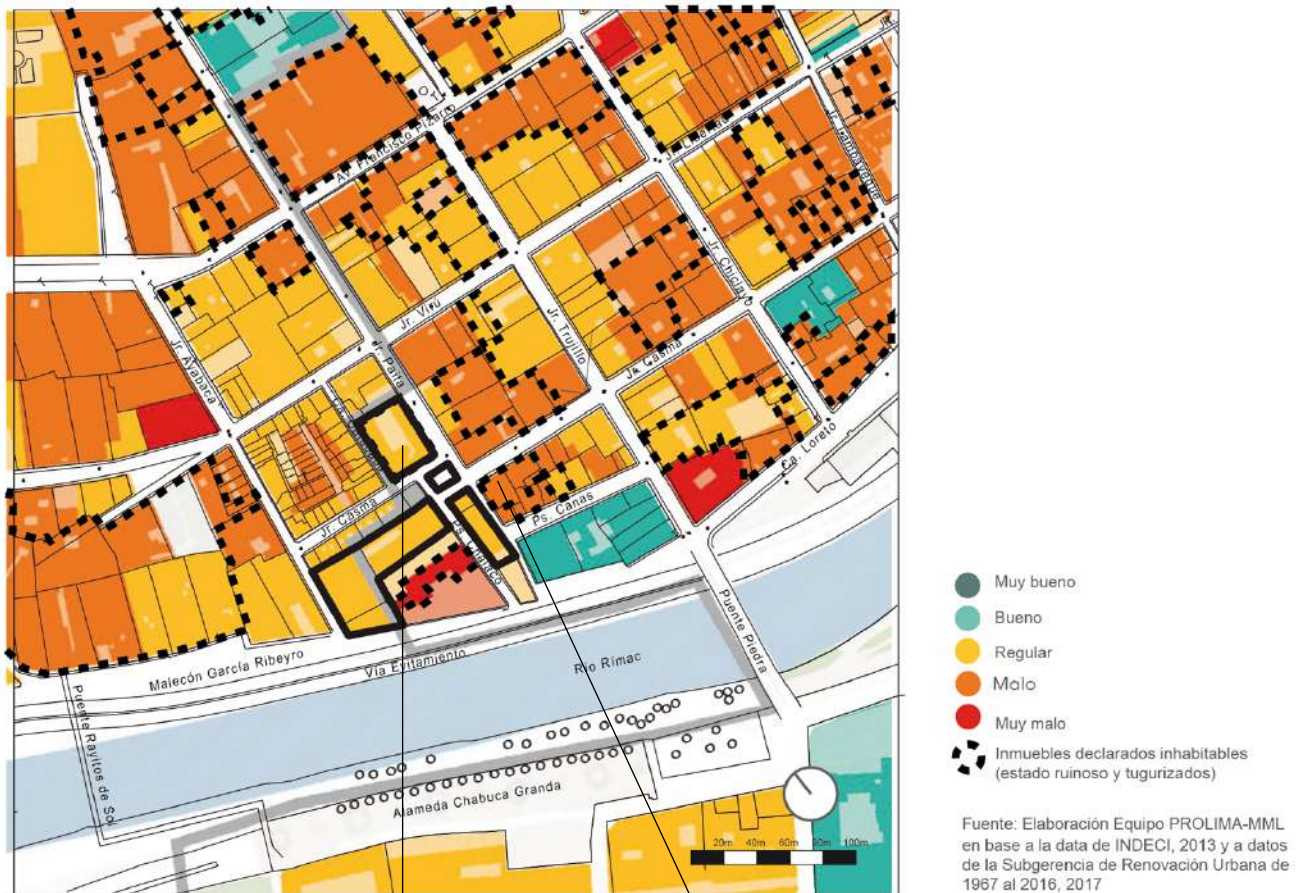 Av. Francisco Pizarro
Jr. Lambayeque
Jr. Chiclayo
Jr. Virú
Jr. Trujillo
Jr. Ayabaca
Jr. Paita
Jr. Casma
Ca. Loreto
Ps. Canas
Jr. Casma
Malecón García Ribeyro
Vía Evitamiento
Río Rímac
Puente Piedra
Puente Rayitos de Sol
Alameda Chabuca Granda
20m 40m 60m 80m 100m
Muy bueno
Bueno
Regular
Malo
Muy malo
Inmuebles declarados inhabitables
(estado ruinoso y tugurizados)
Fuente: Elaboración Equipo PROLIMA-MML
en base a la data de INDECI, 2013 y a datos
de la Subgerencia de Renovación Urbana de
1967 al 2016, 2017